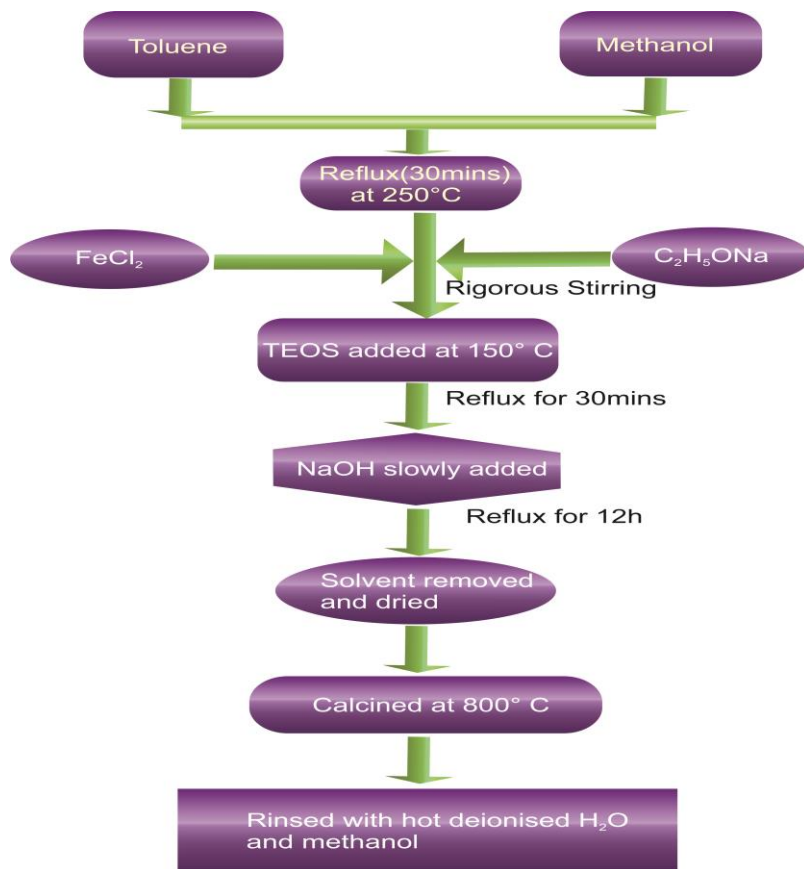 Toluene
Methanol
Reflux(30mins)
at 250°C
FeCl₂
C₂H₅ONa
Rigorous Stirring
TEOS added at 150° C
Reflux for 30mins
NaOH slowly added
Reflux for 12h
Solvent removed
and dried
Calcined at 800° C
Rinsed with hot deionised H₂O
and methanol